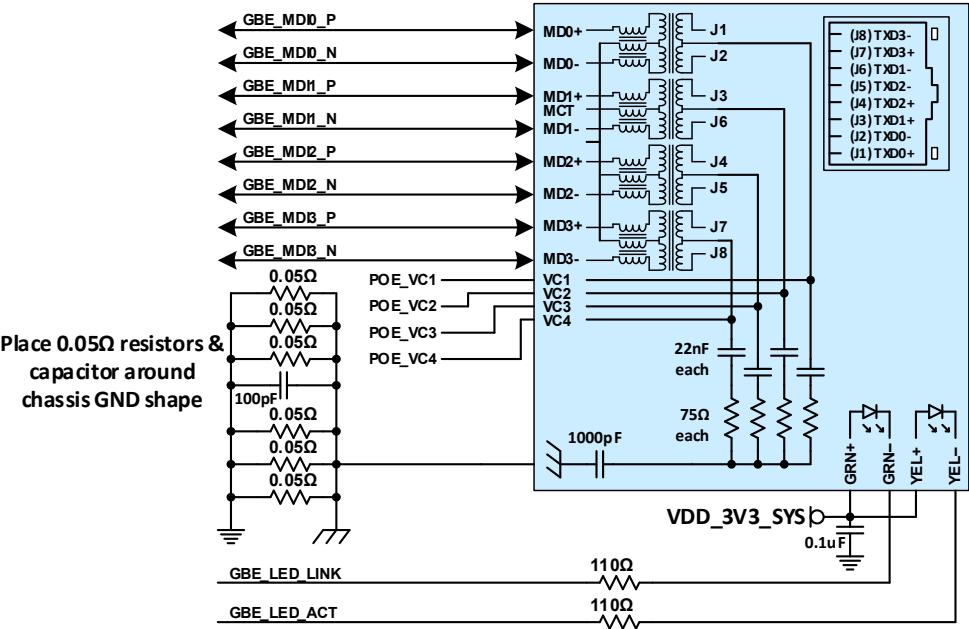 GBE_MDI0_P
GBE_MDI0_N
GBE_MDI1_P
GBE_MDI1_N
GBE_MDI2_P
GBE_MDI2_N
GBE_MDI3_P
GBE_MDI3_N
MD0+
MD0-
MD1+
MCT
MD1-
MD2+
MD2-
MD3+
MD3-
J1
J2
J3
J6
J4
J5
J7
J8
(J8) TXD3-
(J7) TXD3+
(J6) TXD1-
(J5) TXD2-
(J4) TXD2+
(J3) TXD1+
(J2) TXD0-
(J1) TXD0+
POE_VC1
POE_VC2
POE_VC3
POE_VC4
VC1
VC2
VC3
VC4
0.05Ω
0.05Ω
0.05Ω
100pF
0.05Ω
0.05Ω
0.05Ω
Place 0.05Ω resistors &
capacitor around
chassis GND shape
22nF
each
75Ω
each
1000pF
GRN+
GRN–
YEL+
YEL–
VDD_3V3_SYS
0.1uF
GBE_LED_LINK
110Ω
GBE_LED_ACT
110Ω